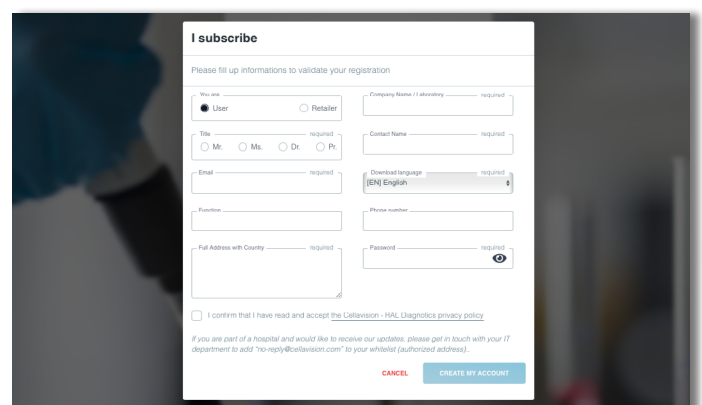 I subscribe
Please fill up informations to validate your registration
You are
User Retailer
Company Name / Laboratory required
Title required
Mr. Ms. Dr. Pr.
Contact Name required
Email required
Download language required
[EN] English
Function
Phone number
Full Address with Country required
Password required
I confirm that I have read and accept the Cellavision - RAL Diagnotics privacy policy
If you are part of a hospital and would like to receive our updates, please get in touch with your IT
department to add "no-reply@cellavision.com" to your whitelist (authorized address)..
CANCEL CREATE MY ACCOUNT